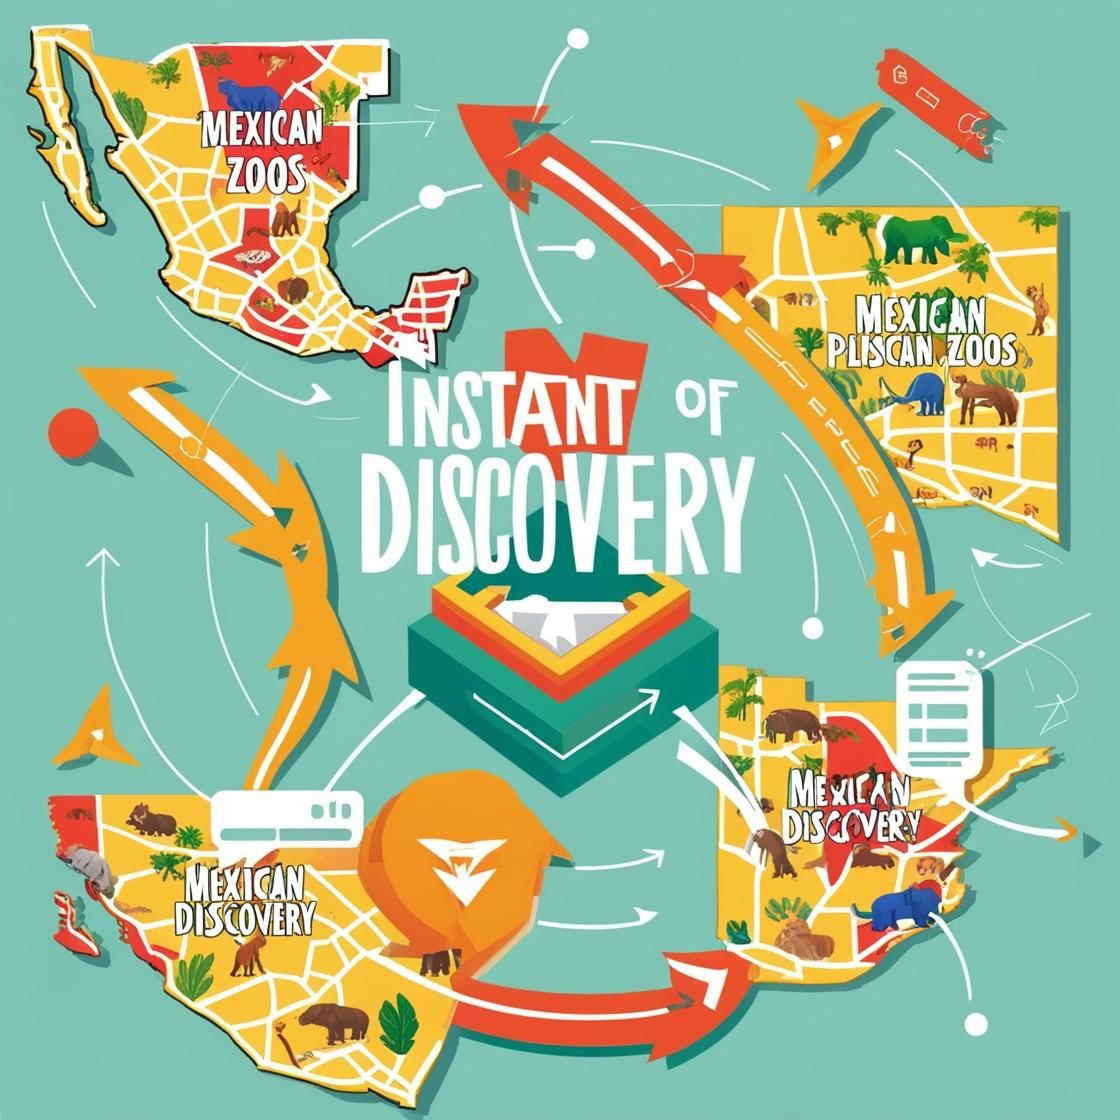 MEXICAN
ZOOS
MEXICAN
PLISCAN ZOOS
INSTANT OF
DISCOVERY
MEXICAN
DISCOVERY
MEXICAN
DISCOVERY